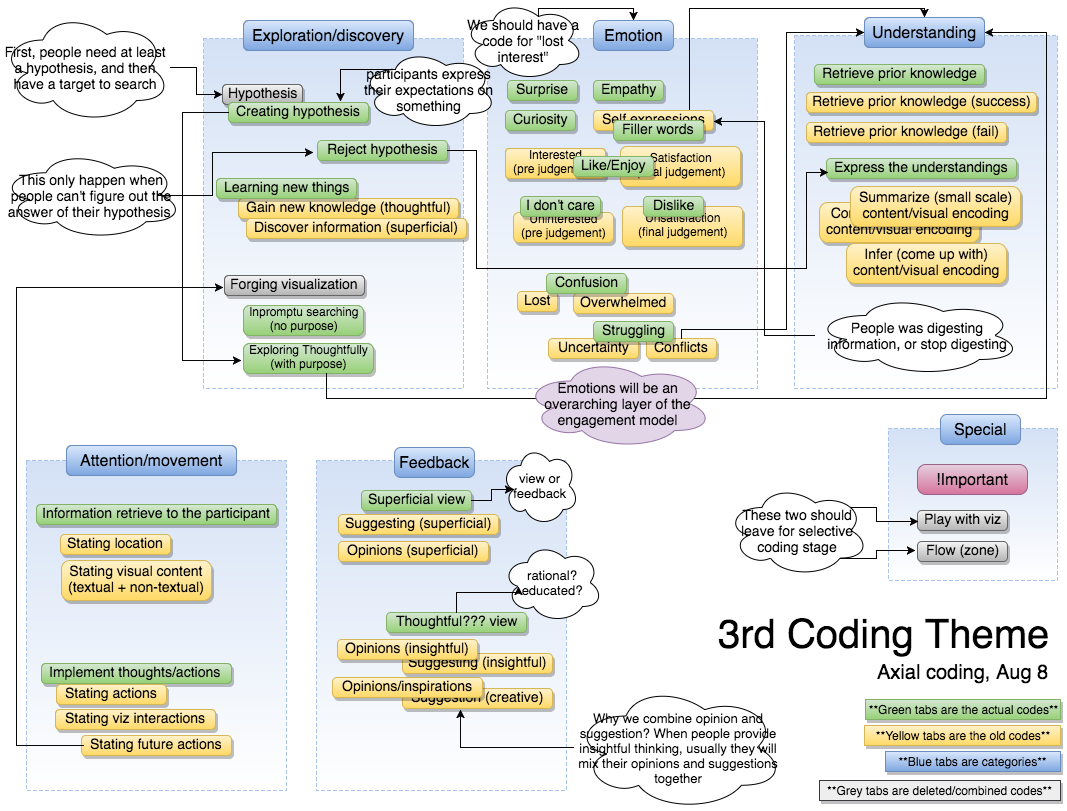 First, people need at least
a hypothesis, and then
have a target to search
Exploration/discovery
Hypothesis
Creating hypothesis
participants express
their expectations on
something
Reject hypothesis
This only happen when
people can't figure out the
answer of their hypothesis
Learning new things
Gain new knowledge (thoughtful)
Discover information (superficial)
Forging visualization
Inpromptu searching
(no purpose)
Exploring Thoughtfully
(with purpose)
We should have a
code for "lost
interest"
Emotion
Surprise
Empathy
Curiosity
Self expressions
Filler words
Interested
(pre judgem
Like/Enjoy
Satisfaction
judgement)
I don't care
Uninterested
(pre judgement)
Dislike
Unsatisfaction
(final judgement)
Confusion
Lost
Overwhelmed
Struggling
Uncertainty
Conflicts
Emotions will be an
overarching layer of the
engagement model
Understanding
Retrieve prior knowledge
Retrieve prior knowledge (success)
Retrieve prior knowledge (fail)
Express the understandings
Summarize (small scale)
content/visual encoding
content/visual encoding
Infer (come up with)
content/visual encoding
People was digesting
information, or stop digesting
Attention/movement
Information retrieve to the participant
Stating location
Stating visual content
(textual + non-textual)
Implement thoughts/actions
Stating actions
Stating viz interactions
Stating future actions
Feedback
view or
feedback
Superficial view
Suggesting (superficial)
Opinions (superficial)
rational?
educated?
Thoughtful??? view
Opinions (insightful)
Suggesting (insightful)
Opinions/inspirations
Suggestion (creative)
Why we combine opinion and
suggestion? When people provide
insightful thinking, usually they will
mix their opinions and suggestions
together
Special
!Important
Play with viz
Flow (zone)
These two should
leave for selective
coding stage
3rd Coding Theme
Axial coding, Aug 8
**Green tabs are the actual codes**
**Yellow tabs are the old codes**
**Blue tabs are categories**
**Grey tabs are deleted/combined codes**